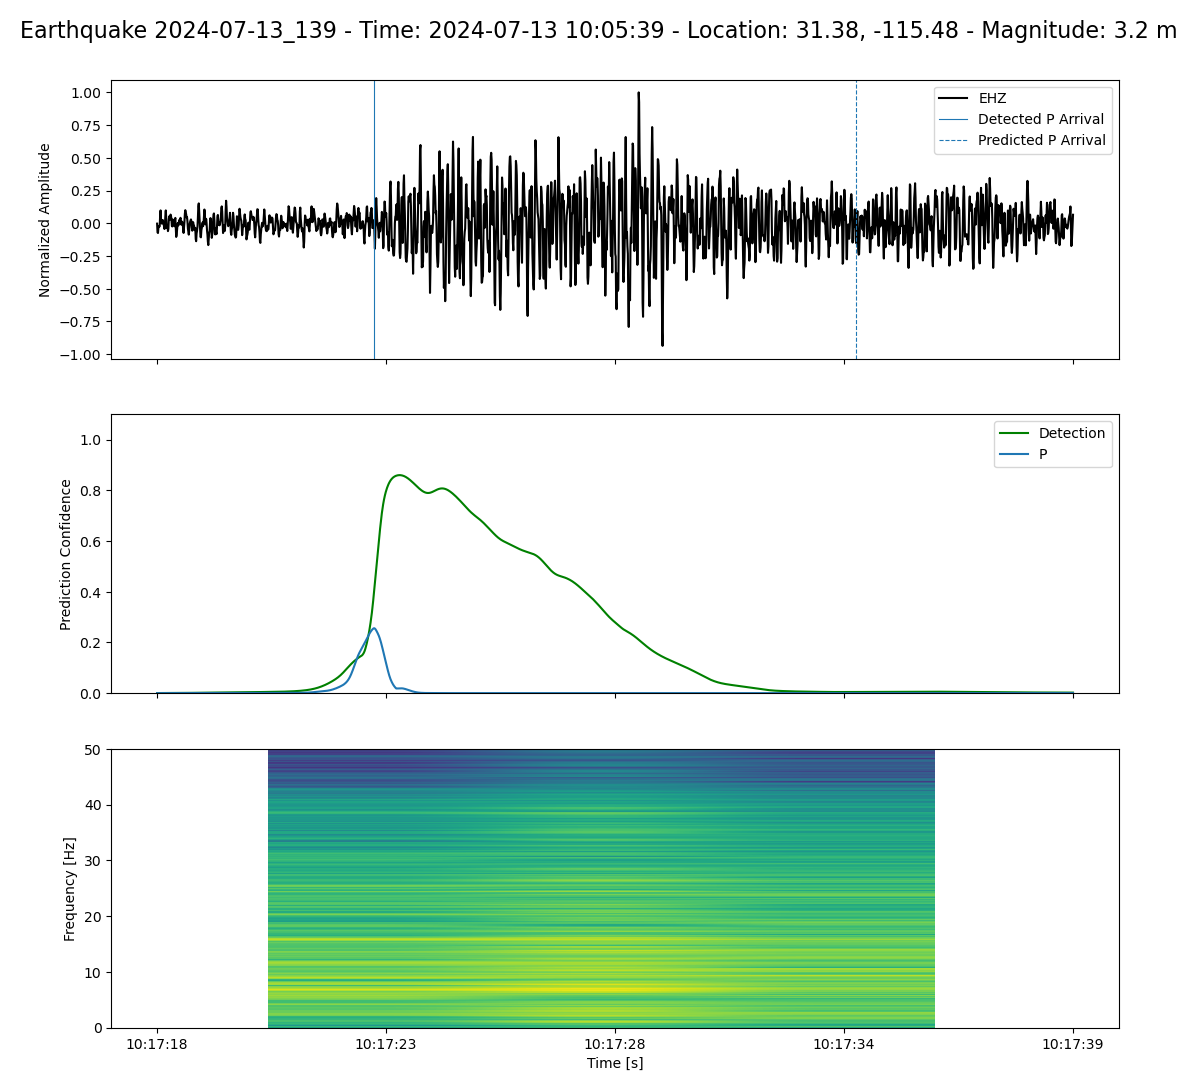 Earthquake 2024-07-13_139 - Time: 2024-07-13 10:05:39 - Location: 31.38, -115.48 - Magnitude: 3.2 m
Normalized Amplitude
1.00
0.75
0.50
0.25
0.00
−0.25
−0.50
−0.75
−1.00
EHZ
Detected P Arrival
Predicted P Arrival
Prediction Confidence
1.0
0.8
0.6
0.4
0.2
0.0
Detection
P
Frequency [Hz]
50
40
30
20
10
0
10:17:18
10:17:23
10:17:28
10:17:34
10:17:39
Time [s]